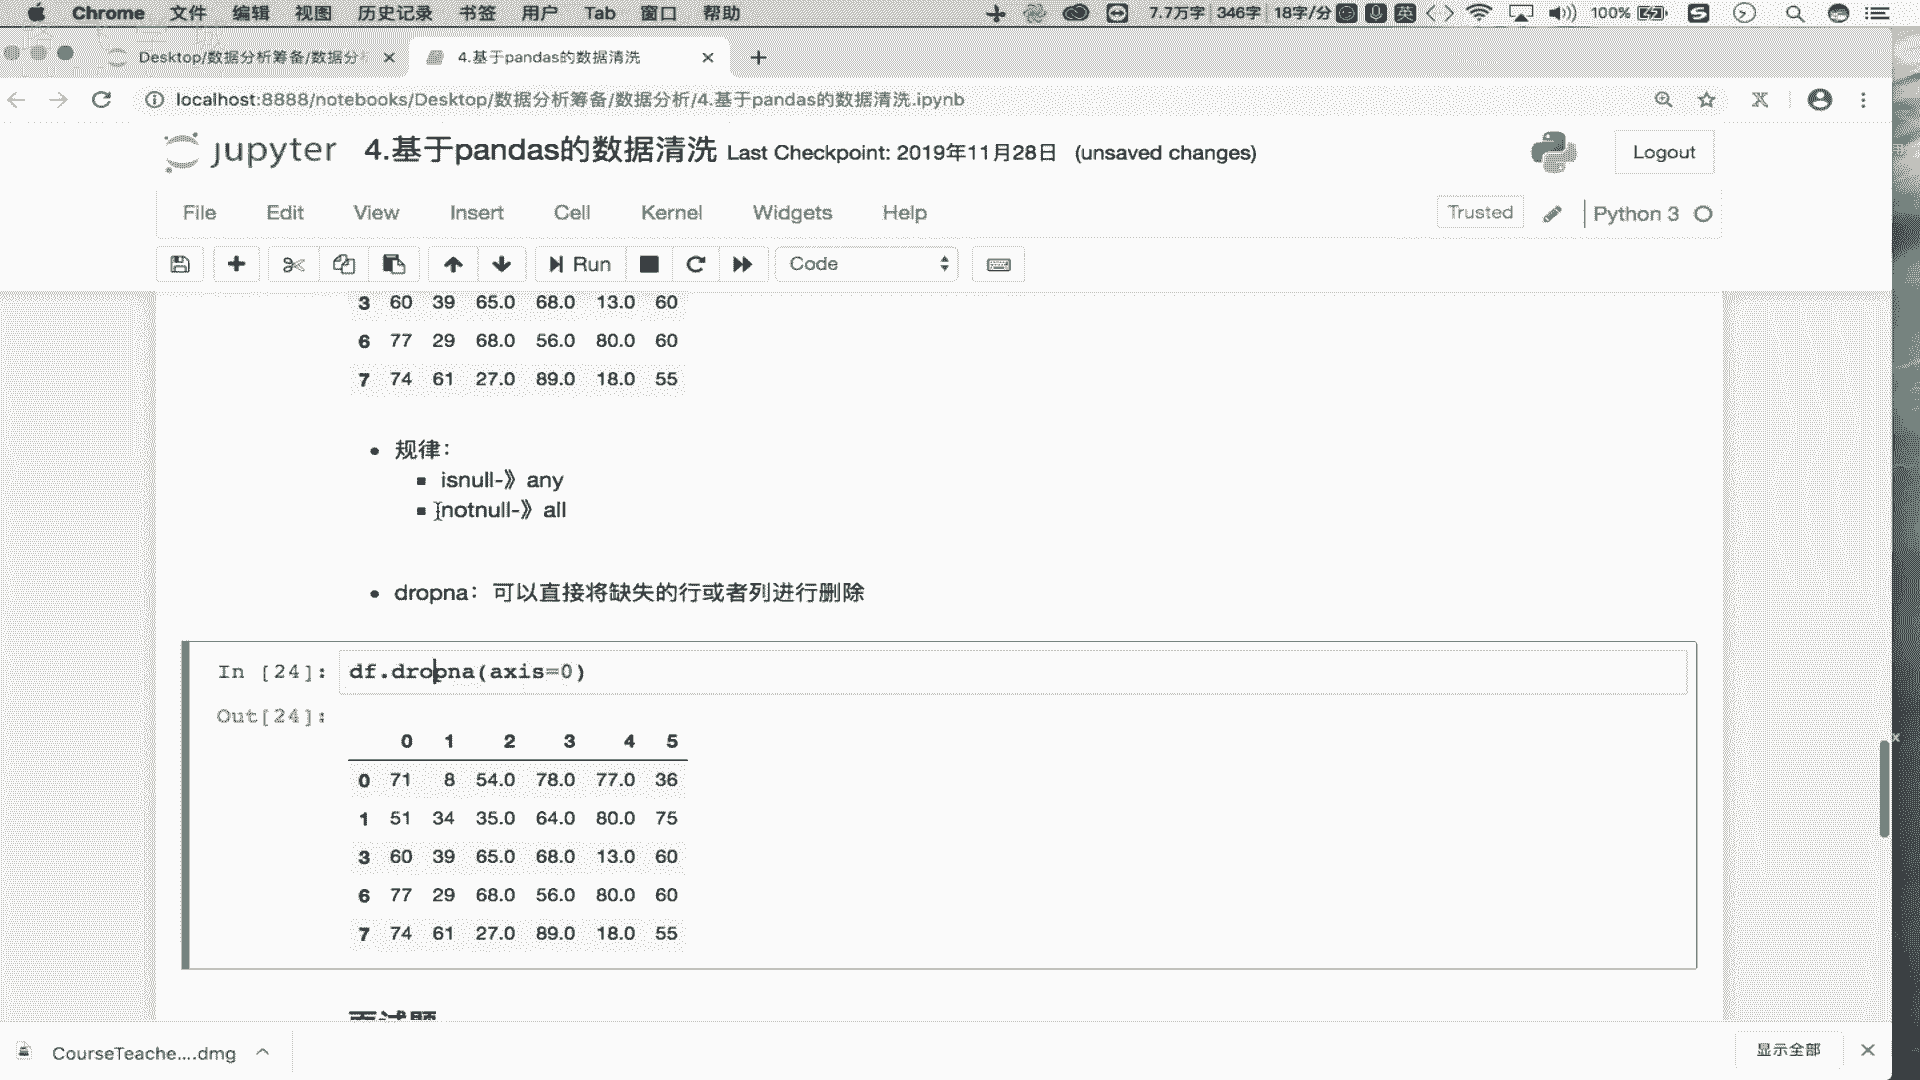 Chrome 文件 编辑 视图 历史记录 书签 用户 Tab 窗口 帮助 7.7万字 346字 18字/分 英 100%
Desktop/数据分析筹备/数据分 4.基于pandas的数据清洗
localhost:8888/notebooks/Desktop/数据分析筹备/数据分析/4.基于pandas的数据清洗.ipynb
jupyter 4.基于pandas的数据清洗 Last Checkpoint: 2019年11月28日 (unsaved changes) Logout
File Edit View Insert Cell Kernel Widgets Help Trusted Python 3
Run Code
3 60 39 65.0 68.0 13.0 60
6 77 29 68.0 56.0 80.0 60
7 74 61 27.0 89.0 18.0 55
规律：
isnull-》any
notnull-》all
dropna：可以直接将缺失的行或者列进行删除
In [24]: df.dropna(axis=0)
Out[24]:
0 1 2 3 4 5
0 71 8 54.0 78.0 77.0 36
1 51 34 35.0 64.0 80.0 75
3 60 39 65.0 68.0 13.0 60
6 77 29 68.0 56.0 80.0 60
7 74 61 27.0 89.0 18.0 55
面试题
CourseTeache....dmg 显示全部